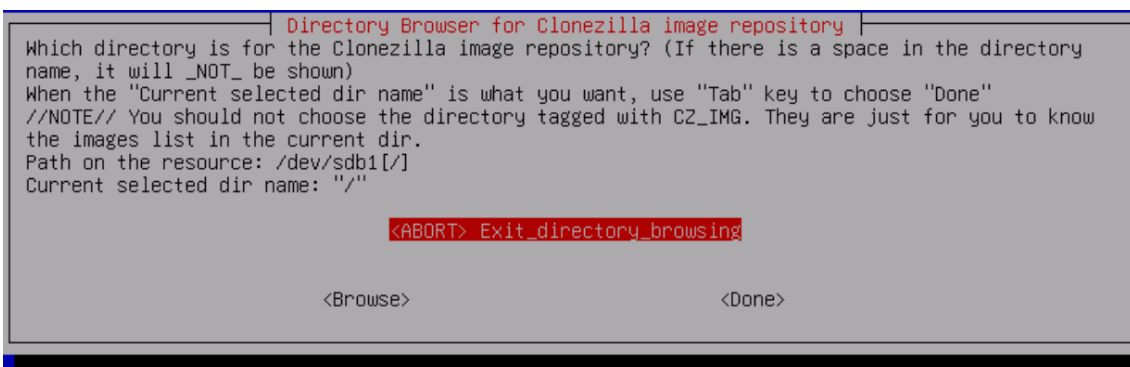 Directory Browser for Clonezilla image repository
Which directory is for the Clonezilla image repository? (If there is a space in the directory
name, it will _NOT_ be shown)
When the "Current selected dir name" is what you want, use "Tab" key to choose "Done"
//NOTE// You should not choose the directory tagged with CZ_IMG. They are just for you to know
the images list in the current dir.
Path on the resource: /dev/sdb1[/]
Current selected dir name: "/"
<ABORT> Exit_directory_browsing
<Browse> <Done>